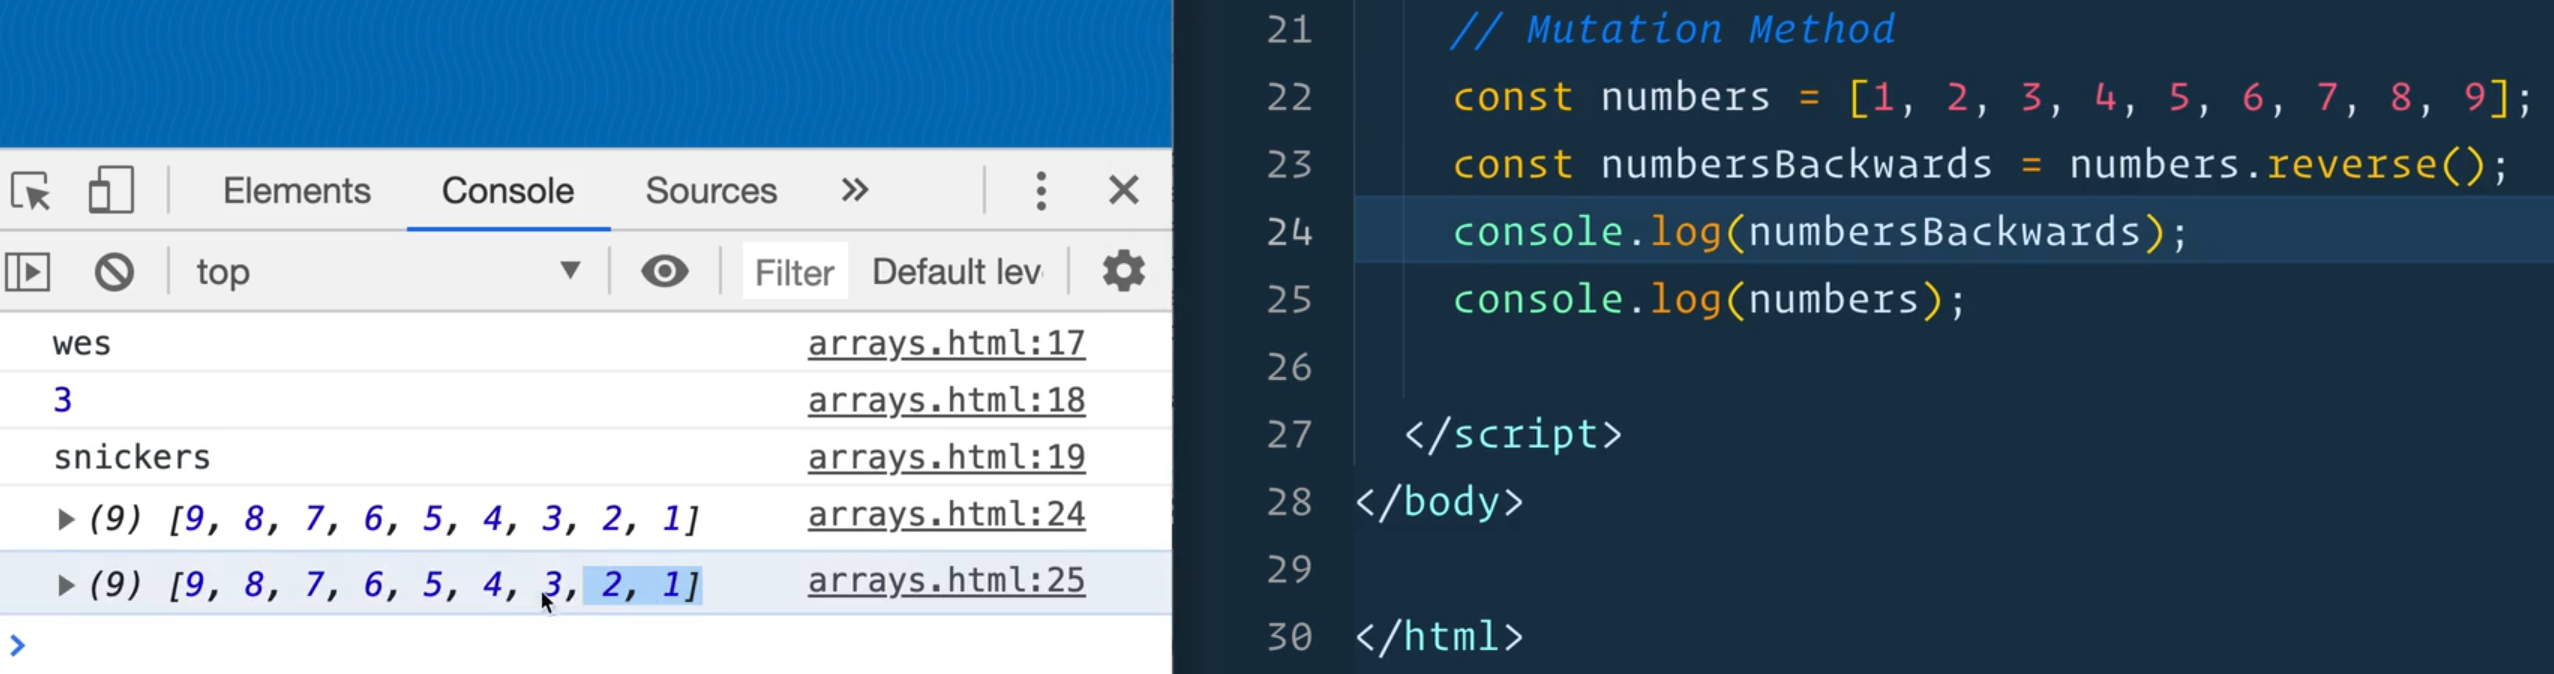 Elements Console Sources
top Filter Default lev
wes arrays.html:17
3 arrays.html:18
snickers arrays.html:19
(9) [9, 8, 7, 6, 5, 4, 3, 2, 1] arrays.html:24
(9) [9, 8, 7, 6, 5, 4, 3, 2, 1] arrays.html:25
21 // Mutation Method
22 const numbers = [1, 2, 3, 4, 5, 6, 7, 8, 9];
23 const numbersBackwards = numbers.reverse();
24 console.log(numbersBackwards);
25 console.log(numbers);
26
27 </script>
28 </body>
29
30 </html>